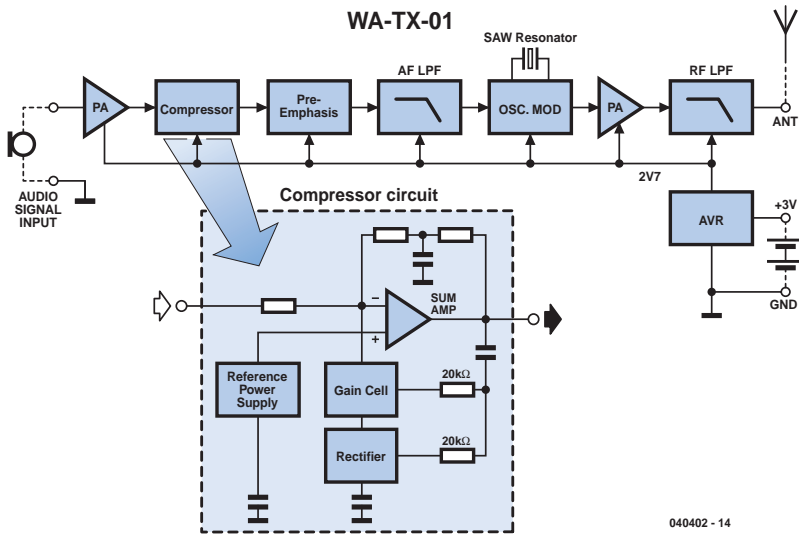 WA-TX-01
SAW Resonator
AF LPF
RF LPF
PA
Compressor
Pre-
Emphasis
OSC. MOD
PA
ANT
2V7
AUDIO
SIGNAL
INPUT
Compressor circuit
+3V
AVR
GND
–
+
SUM
AMP
Reference
Power
Supply
Gain Cell
20kΩ
Rectifier
20kΩ
040402 - 14